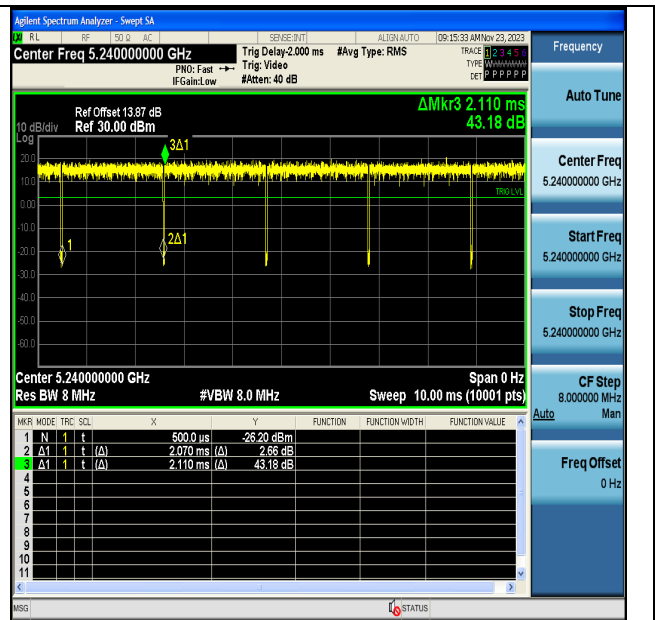 Agilent Spectrum Analyzer - Swept SA
RL RF 50 Ω AC SENSE:INT ALIGN AUTO 09:15:33 AM Nov 23, 2023
Center Freq 5.240000000 GHz
Trig Delay-2.000 ms #Avg Type: RMS TRACE 1 2 3 4 5 6
PNO: Fast Trig: Video TYPE WWWWWW
IFGain:Low #Atten: 40 dB DET P P P P P P
ΔMkr3 2.110 ms
43.18 dB
Ref Offset 13.87 dB
10 dB/div Ref 30.00 dBm
Log
20.0
10.0
0.00
-10.0
-20.0
-30.0
-40.0
-50.0
-60.0
3Δ1
TRIG LVL
1
2Δ1
Center 5.240000000 GHz Span 0 Hz
Res BW 8 MHz #VBW 8.0 MHz Sweep 10.00 ms (10001 pts)
MKR MODE TRC SCL X Y FUNCTION FUNCTION WIDTH FUNCTION VALUE
1 N 1 t 500.0 µs -26.20 dBm
2 Δ1 1 t (Δ) 2.070 ms (Δ) 2.66 dB
3 Δ1 1 t (Δ) 2.110 ms (Δ) 43.18 dB
4
5
6
7
8
9
10
11
MSG STATUS
Frequency
Auto Tune
Center Freq
5.240000000 GHz
Start Freq
5.240000000 GHz
Stop Freq
5.240000000 GHz
CF Step
8.000000 MHz
Auto Man
Freq Offset
0 Hz